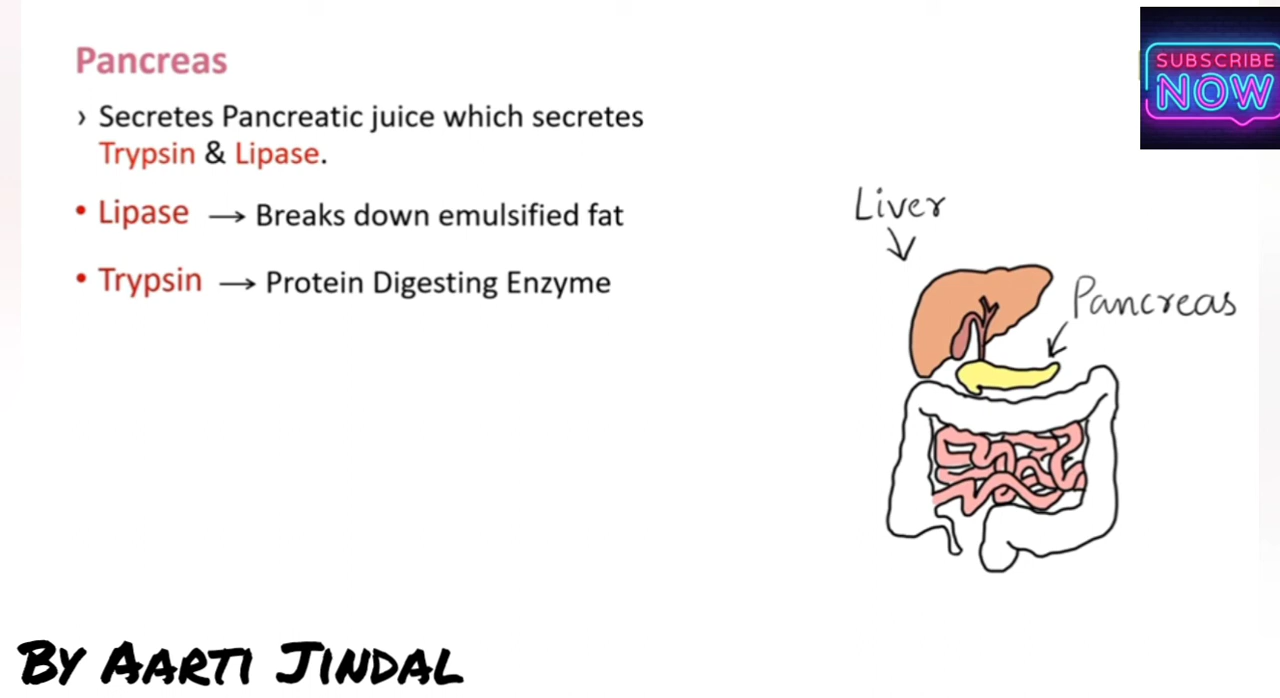 Pancreas
› Secretes Pancreatic juice which secretes
Trypsin & Lipase.
• Lipase → Breaks down emulsified fat
• Trypsin → Protein Digesting Enzyme
SUBSCRIBE
NOW
Liver
Pancreas
By Aarti Jindal